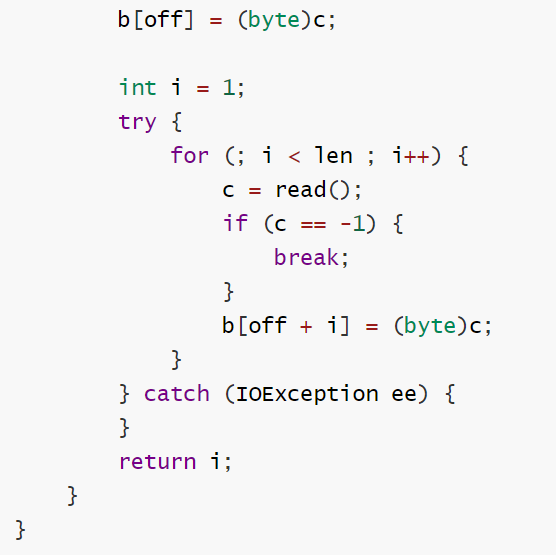 b[off] = (byte)c;

        int i = 1;
        try {
            for (; i < len ; i++) {
                c = read();
                if (c == -1) {
                    break;
                }
                b[off + i] = (byte)c;
            }
        } catch (IOException ee) {
        }
        return i;
    }
}